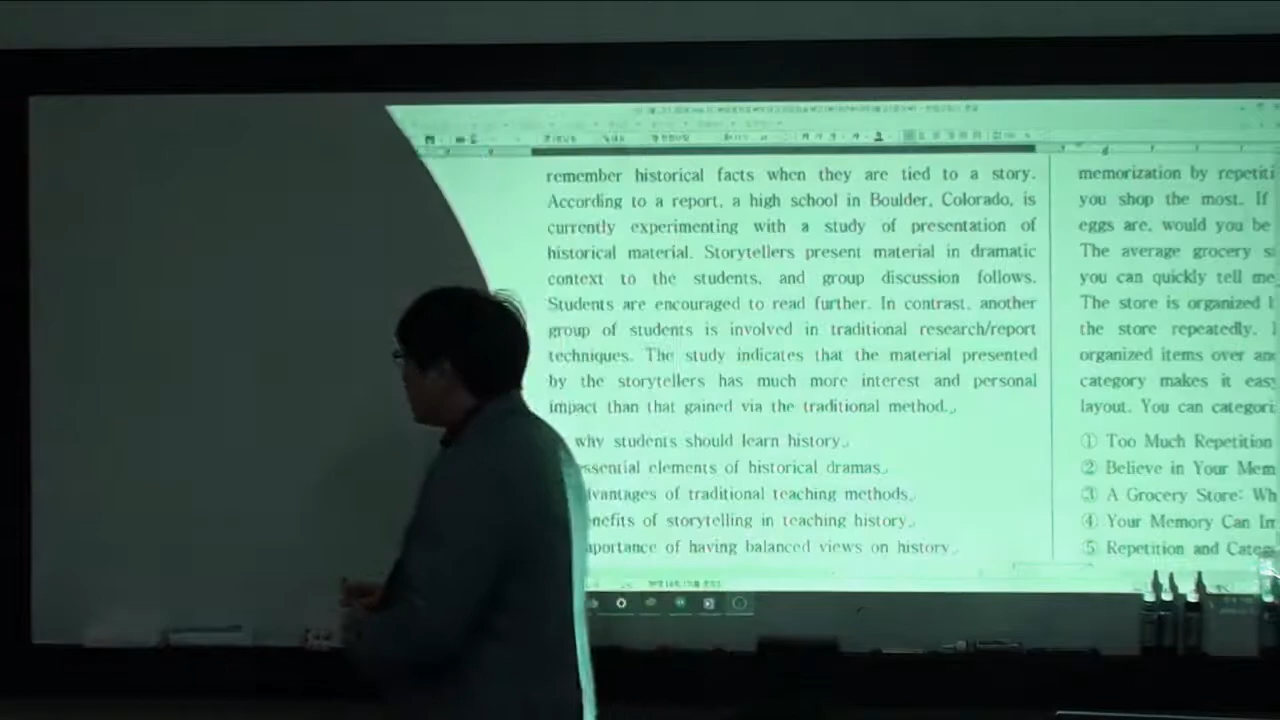 remember historical facts when they are tied to a story.
According to a report, a high school in Boulder, Colorado, is
currently experimenting with a study of presentation of
historical material. Storytellers present material in dramatic
context to the students, and group discussion follows.
Students are encouraged to read further. In contrast, another
group of students is involved in traditional research/report
techniques. The study indicates that the material presented
by the storytellers has much more interest and personal
impact than that gained via the traditional method.
why students should learn history.
ssential elements of historical dramas.
dvantages of traditional teaching methods.
nefits of storytelling in teaching history.
portance of having balanced views on history
memorization by repetiti
you shop the most. If
eggs are, would you be
The average grocery s
you can quickly tell me
The store is organized
the store repeatedly.
organized items over an
category makes it easy
layout. You can categori
① Too Much Repetition
② Believe in Your Mem
③ A Grocery Store: Wh
④ Your Memory Can Im
⑤ Repetition and Categ